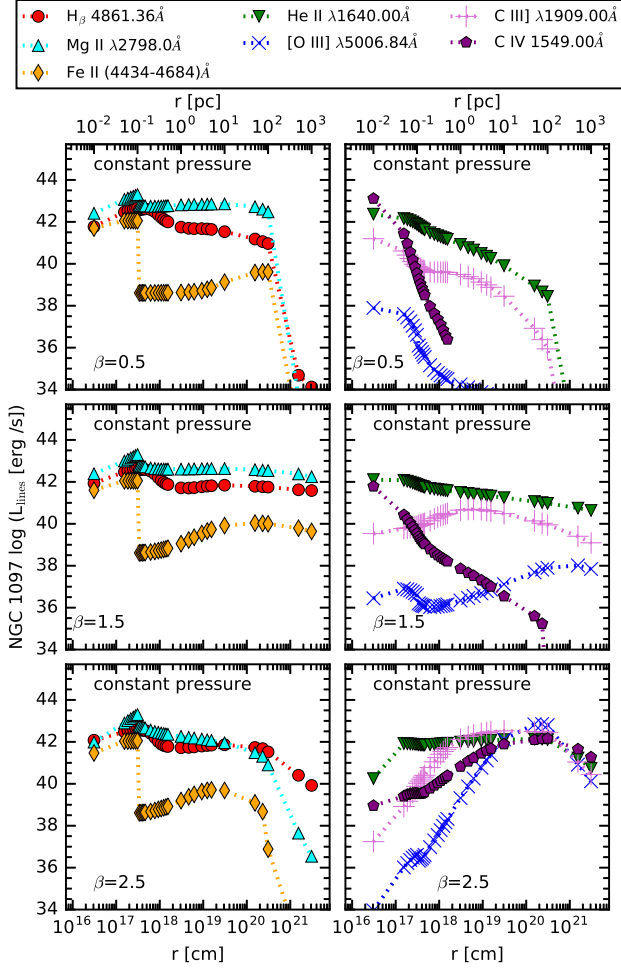 Hβ 4861.36Å He II λ1640.00Å C III] λ1909.00Å
Mg II λ2798.0Å [O III] λ5006.84Å C IV 1549.00Å
Fe II (4434-4684)Å
r [pc] r [pc]
10⁻² 10⁻¹ 10⁰ 10¹ 10² 10³ 10⁻² 10⁻¹ 10⁰ 10¹ 10² 10³
constant pressure constant pressure
44
42
40
38
36
34
β=0.5 β=0.5
constant pressure constant pressure
44
42
40
38
36
34
β=1.5 β=1.5
NGC 1097 log (Llines [erg /s])
constant pressure constant pressure
44
42
40
38
36
34
β=2.5 β=2.5
10¹⁶ 10¹⁷ 10¹⁸ 10¹⁹ 10²⁰ 10²¹ 10¹⁶ 10¹⁷ 10¹⁸ 10¹⁹ 10²⁰ 10²¹
r [cm] r [cm]